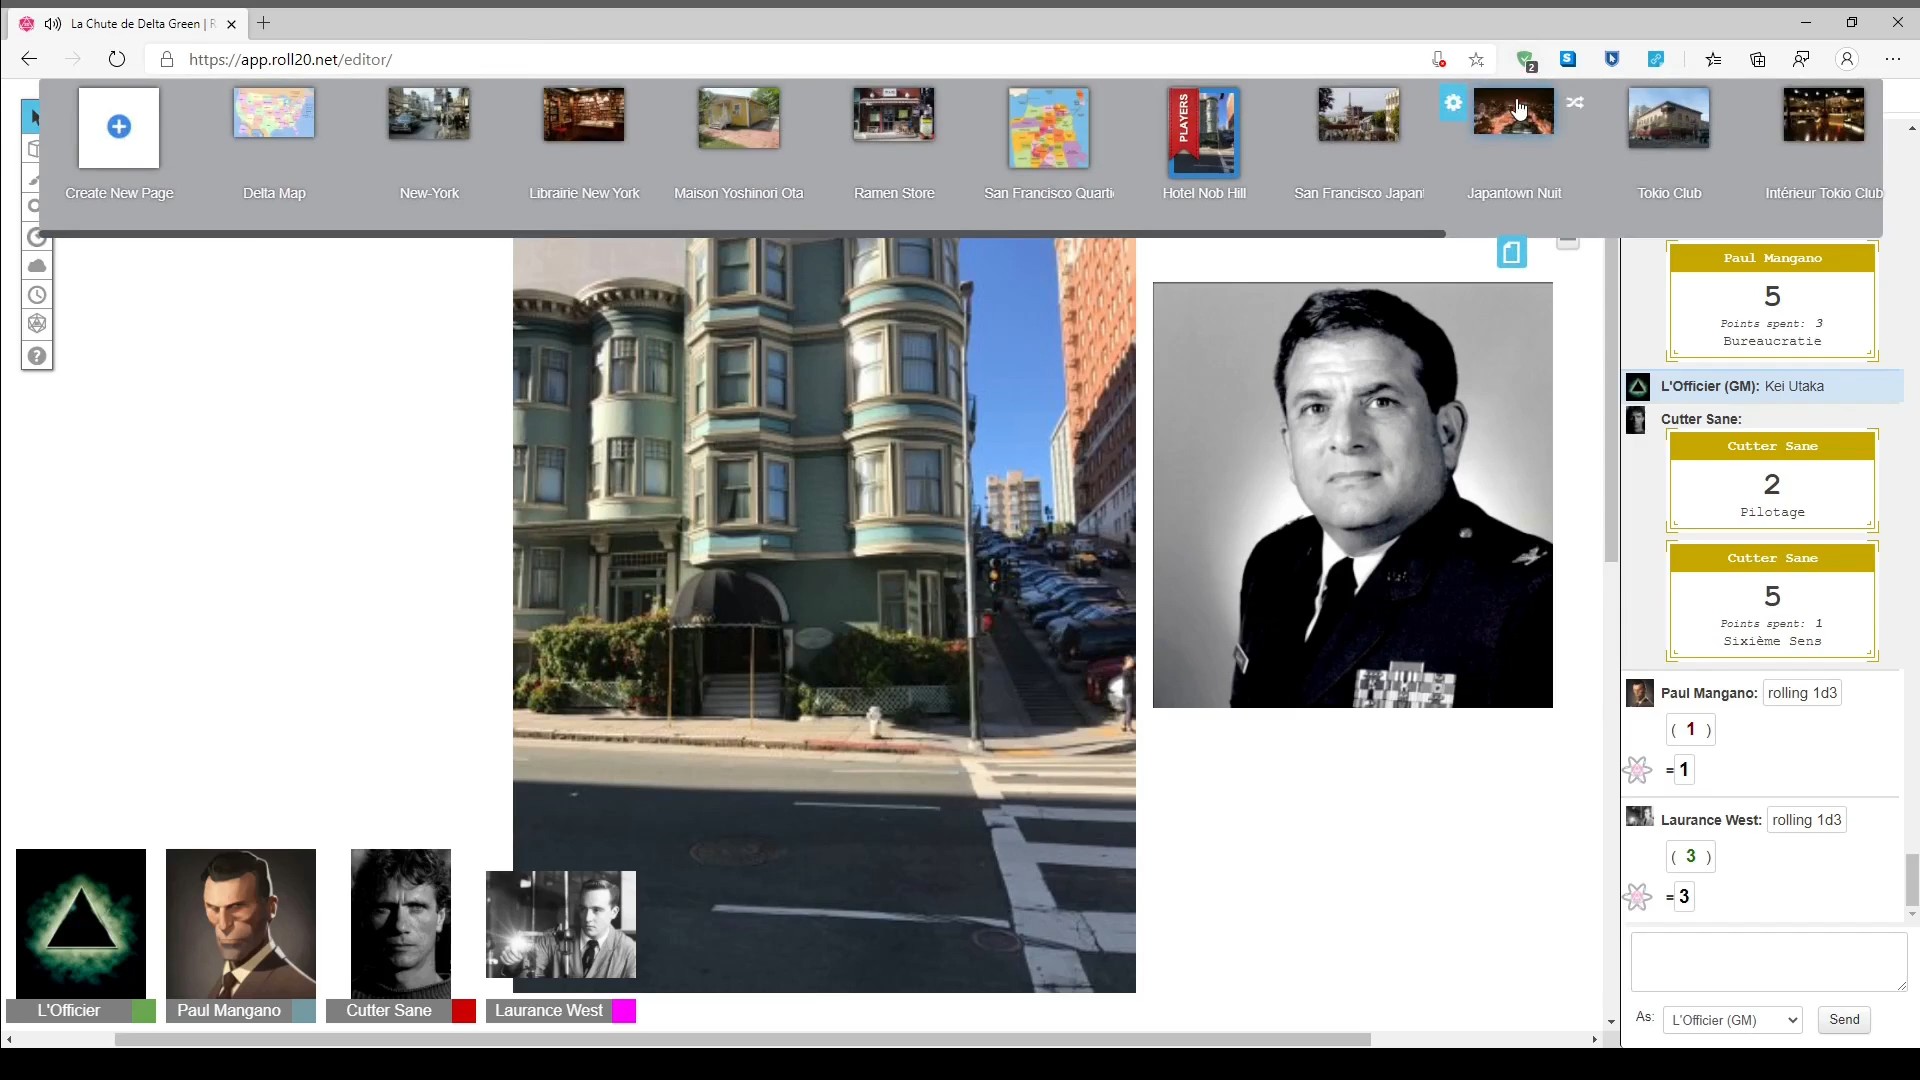 La Chute de Delta Green | R
https://app.roll20.net/editor/
2
PLAYERS
Create New Page
Delta Map
New-York
Librairie New York
Maison Yoshinori Ota
Ramen Store
San Francisco Quarti
Hotel Nob Hill
San Francisco Japant
Japantown Nuit
Tokio Club
Intérieur Tokio Club
Paul Mangano
5
Points spent: 3
Bureaucratie
L'Officier (GM): Kei Utaka
Cutter Sane:
Cutter Sane
2
Pilotage
Cutter Sane
5
Points spent: 1
Sixième Sens
Paul Mangano: rolling 1d3
( 1 )
=1
Laurance West: rolling 1d3
( 3 )
=3
As: L'Officier (GM) Send
L'Officier
Paul Mangano
Cutter Sane
Laurance West